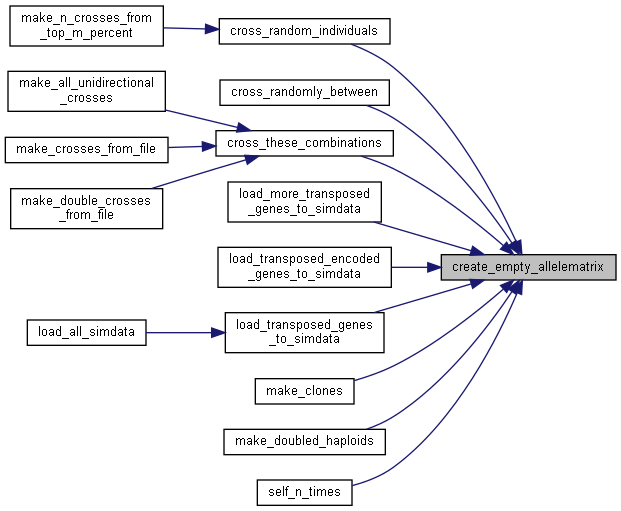 make_n_crosses_from
_top_m_percent
cross_random_individuals
make_all_unidirectional
_crosses
cross_randomly_between
make_crosses_from_file
cross_these_combinations
make_double_crosses
_from_file
load_more_transposed
_genes_to_simdata
load_transposed_encoded
_genes_to_simdata
create_empty_allelematrix
load_all_simdata
load_transposed_genes
_to_simdata
make_clones
make_doubled_haploids
self_n_times